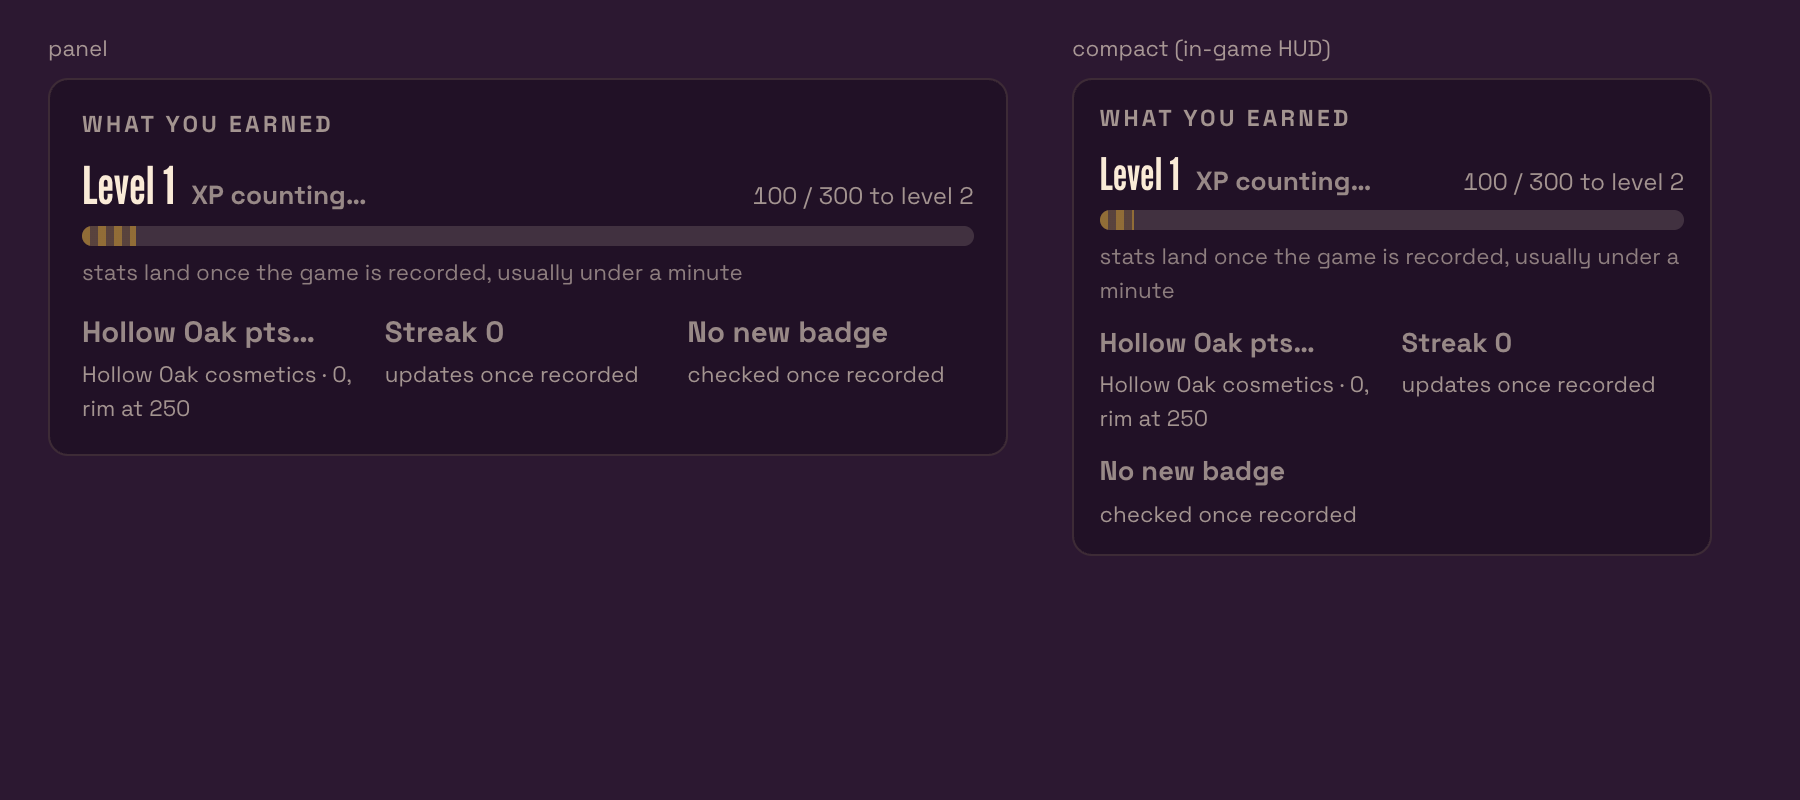 panel
WHAT YOU EARNED
Level 1 XP counting... 100 / 300 to level 2
stats land once the game is recorded, usually under a minute
Hollow Oak pts... Streak 0 No new badge
Hollow Oak cosmetics · 0, updates once recorded checked once recorded
rim at 250
compact (in-game HUD)
WHAT YOU EARNED
Level 1 XP counting... 100 / 300 to level 2
stats land once the game is recorded, usually under a
minute
Hollow Oak pts... Streak 0
Hollow Oak cosmetics · 0, updates once recorded
rim at 250
No new badge
checked once recorded